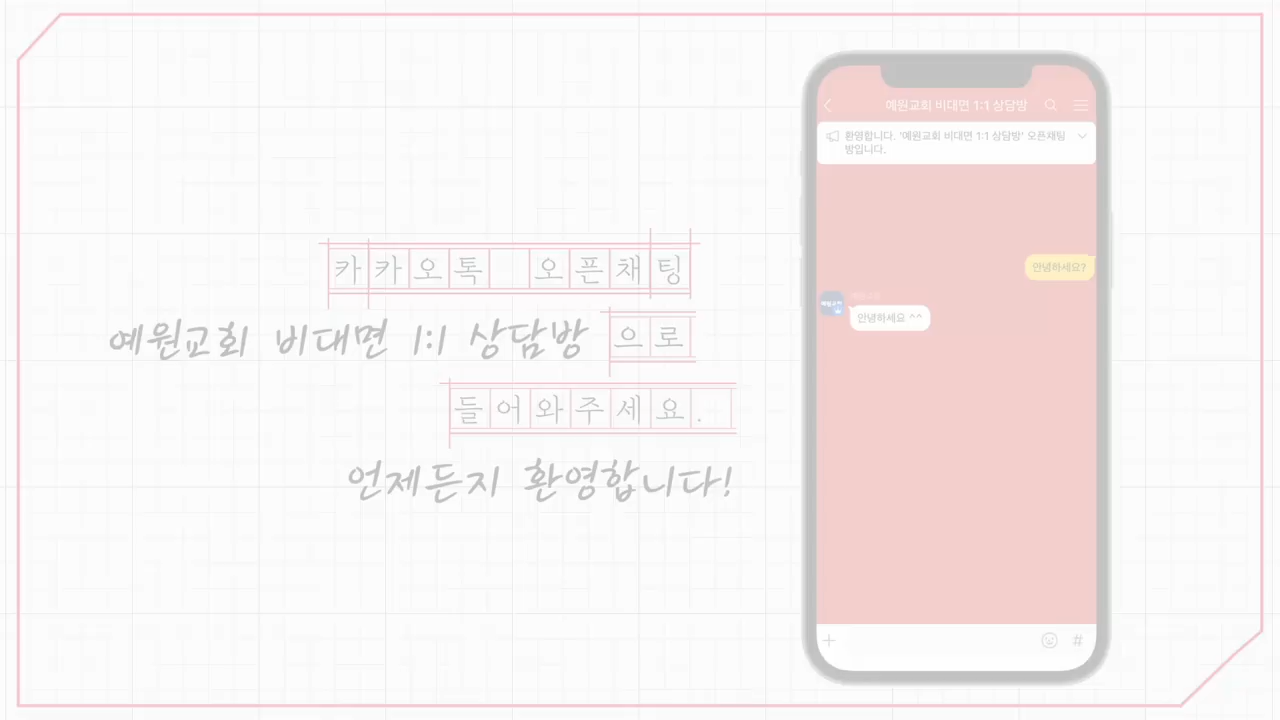 카카오톡 오픈채팅
예원교회 비대면 1:1 상담방 으로
들어와주세요.
언제든지 환영합니다!
예원교회 비대면 1:1 상담방
환영합니다. '예원교회 비대면 1:1 상담방' 오픈채팅
방입니다.
안녕하세요?
안녕하세요 ^^